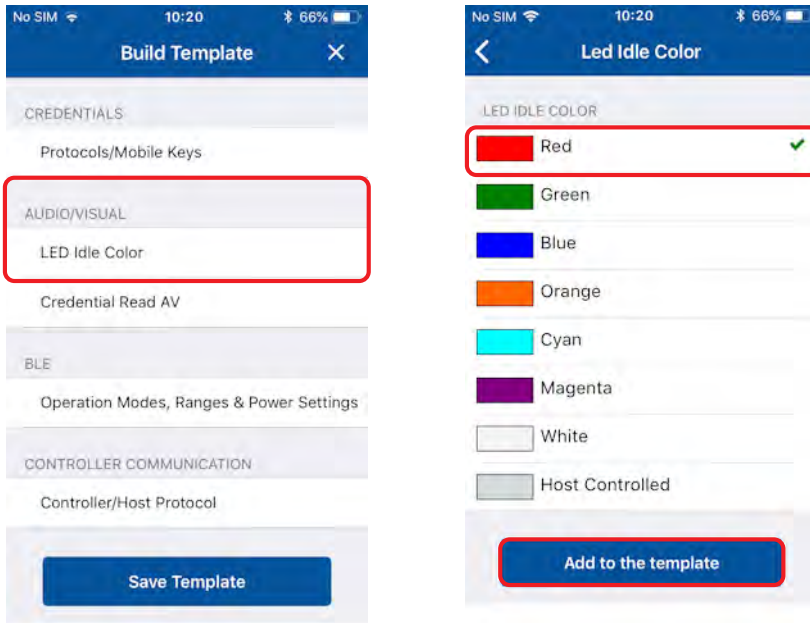 No SIM 10:20 66%
Build Template
CREDENTIALS
Protocols/Mobile Keys
AUDIO/VISUAL
LED Idle Color
Credential Read AV
BLE
Operation Modes, Ranges & Power Settings
CONTROLLER COMMUNICATION
Controller/Host Protocol
Save Template
No SIM 10:20 66%
Led Idle Color
LED IDLE COLOR
Red
Green
Blue
Orange
Cyan
Magenta
White
Host Controlled
Add to the template